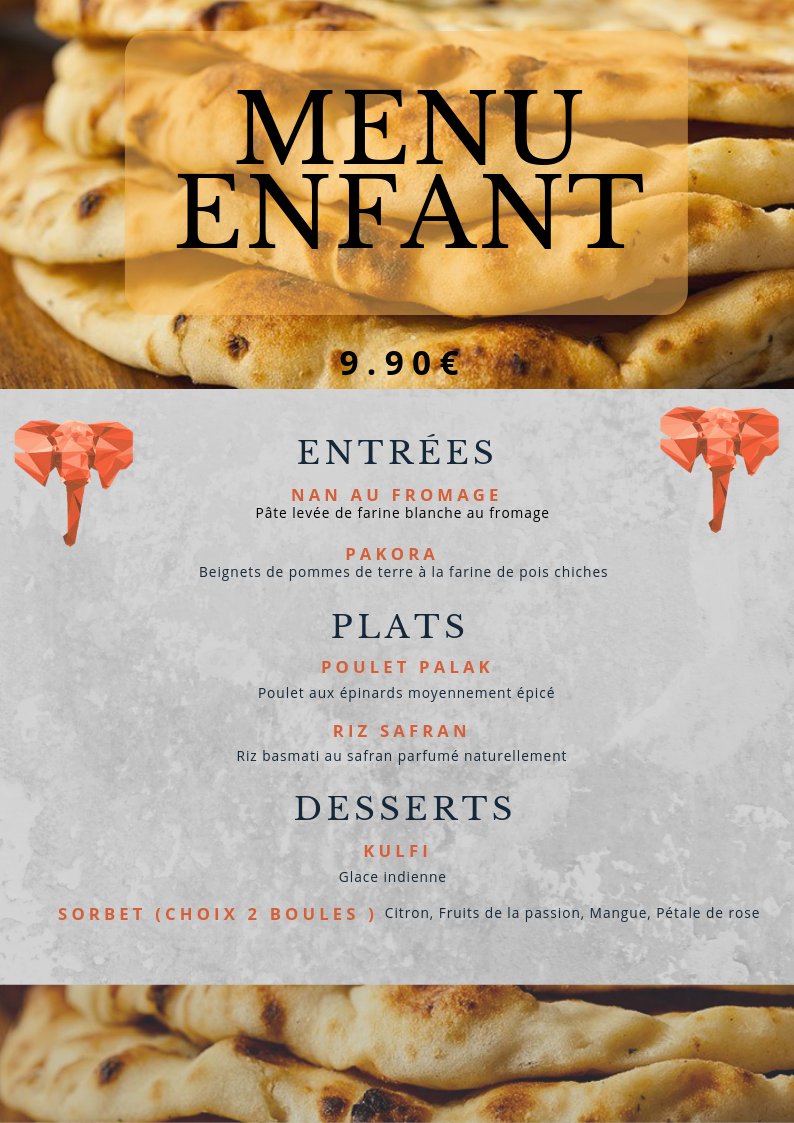 MENU
ENFANT
9.90€
ENTRÉES
NAN AU FROMAGE
Pâte levée de farine blanche au fromage
PAKORA
Beignets de pommes de terre à la farine de pois chiches
PLATS
POULET PALAK
Poulet aux épinards moyennement épicé
RIZ SAFRAN
Riz basmati au safran parfumé naturellement
DESSERTS
KULFI
Glace indienne
SORBET (CHOIX 2 BOULES ) Citron, Fruits de la passion, Mangue, Pétale de rose